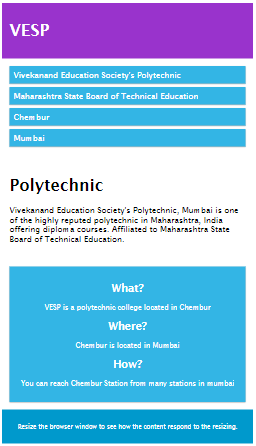 VESP
Vivekanand Education Society's Polytechnic
Maharashtra State Board of Technical Education
Chembur
Mumbai
Polytechnic
Vivekanand Education Society's Polytechnic, Mumbai is one
of the highly reputed polytechnic in Maharashtra, India
offering diploma courses. Affiliated to Maharashtra State
Board of Technical Education.
What?
VESP is a polytechnic college located in Chembur
Where?
Chembur is located in Mumbai
How?
You can reach Chembur Station from many stations in mumbai
Resize the browser window to see how the content respond to the resizing.